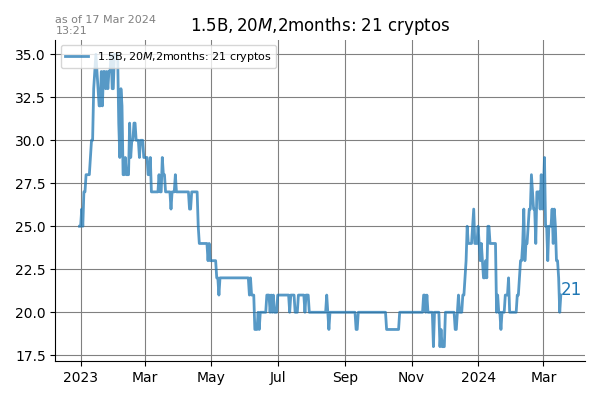 as of 17 Mar 2024
13:21
1.5B, 20M,2months: 21 cryptos
1.5B, 20M,2months: 21 cryptos
35.0
32.5
30.0
27.5
25.0
22.5
20.0
17.5
21
2023 Mar May Jul Sep Nov 2024 Mar